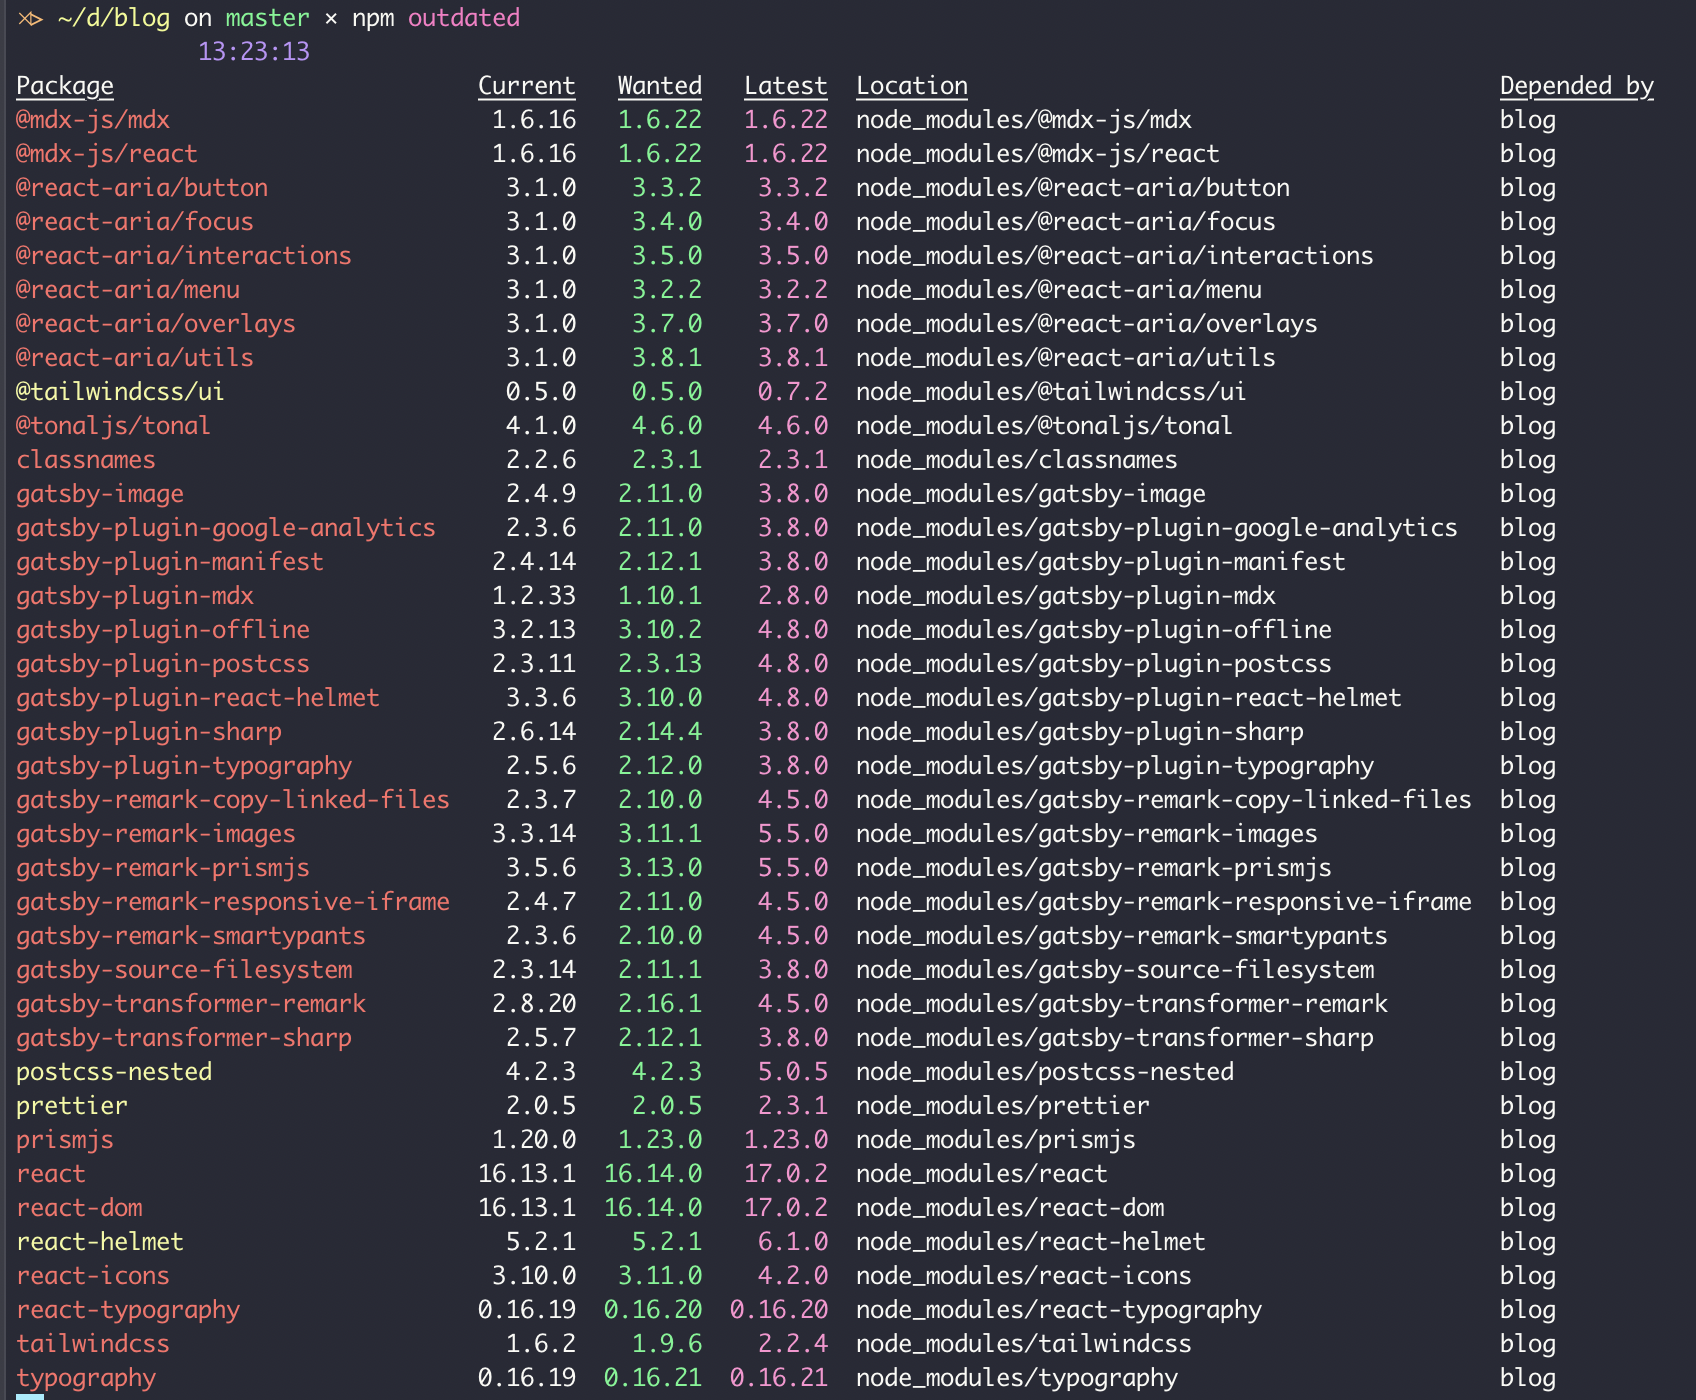 ~/d/blog on master × npm outdated
13:23:13
Package Current Wanted Latest Location Depended by
@mdx-js/mdx 1.6.16 1.6.22 1.6.22 node_modules/@mdx-js/mdx blog
@mdx-js/react 1.6.16 1.6.22 1.6.22 node_modules/@mdx-js/react blog
@react-aria/button 3.1.0 3.3.2 3.3.2 node_modules/@react-aria/button blog
@react-aria/focus 3.1.0 3.4.0 3.4.0 node_modules/@react-aria/focus blog
@react-aria/interactions 3.1.0 3.5.0 3.5.0 node_modules/@react-aria/interactions blog
@react-aria/menu 3.1.0 3.2.2 3.2.2 node_modules/@react-aria/menu blog
@react-aria/overlays 3.1.0 3.7.0 3.7.0 node_modules/@react-aria/overlays blog
@react-aria/utils 3.1.0 3.8.1 3.8.1 node_modules/@react-aria/utils blog
@tailwindcss/ui 0.5.0 0.5.0 0.7.2 node_modules/@tailwindcss/ui blog
@tonaljs/tonal 4.1.0 4.6.0 4.6.0 node_modules/@tonaljs/tonal blog
classnames 2.2.6 2.3.1 2.3.1 node_modules/classnames blog
gatsby-image 2.4.9 2.11.0 3.8.0 node_modules/gatsby-image blog
gatsby-plugin-google-analytics 2.3.6 2.11.0 3.8.0 node_modules/gatsby-plugin-google-analytics blog
gatsby-plugin-manifest 2.4.14 2.12.1 3.8.0 node_modules/gatsby-plugin-manifest blog
gatsby-plugin-mdx 1.2.33 1.10.1 2.8.0 node_modules/gatsby-plugin-mdx blog
gatsby-plugin-offline 3.2.13 3.10.2 4.8.0 node_modules/gatsby-plugin-offline blog
gatsby-plugin-postcss 2.3.11 2.3.13 4.8.0 node_modules/gatsby-plugin-postcss blog
gatsby-plugin-react-helmet 3.3.6 3.10.0 4.8.0 node_modules/gatsby-plugin-react-helmet blog
gatsby-plugin-sharp 2.6.14 2.14.4 3.8.0 node_modules/gatsby-plugin-sharp blog
gatsby-plugin-typography 2.5.6 2.12.0 3.8.0 node_modules/gatsby-plugin-typography blog
gatsby-remark-copy-linked-files 2.3.7 2.10.0 4.5.0 node_modules/gatsby-remark-copy-linked-files blog
gatsby-remark-images 3.3.14 3.11.1 5.5.0 node_modules/gatsby-remark-images blog
gatsby-remark-prismjs 3.5.6 3.13.0 5.5.0 node_modules/gatsby-remark-prismjs blog
gatsby-remark-responsive-iframe 2.4.7 2.11.0 4.5.0 node_modules/gatsby-remark-responsive-iframe blog
gatsby-remark-smartypants 2.3.6 2.10.0 4.5.0 node_modules/gatsby-remark-smartypants blog
gatsby-source-filesystem 2.3.14 2.11.1 3.8.0 node_modules/gatsby-source-filesystem blog
gatsby-transformer-remark 2.8.20 2.16.1 4.5.0 node_modules/gatsby-transformer-remark blog
gatsby-transformer-sharp 2.5.7 2.12.1 3.8.0 node_modules/gatsby-transformer-sharp blog
postcss-nested 4.2.3 4.2.3 5.0.5 node_modules/postcss-nested blog
prettier 2.0.5 2.0.5 2.3.1 node_modules/prettier blog
prismjs 1.20.0 1.23.0 1.23.0 node_modules/prismjs blog
react 16.13.1 16.14.0 17.0.2 node_modules/react blog
react-dom 16.13.1 16.14.0 17.0.2 node_modules/react-dom blog
react-helmet 5.2.1 5.2.1 6.1.0 node_modules/react-helmet blog
react-icons 3.10.0 3.11.0 4.2.0 node_modules/react-icons blog
react-typography 0.16.19 0.16.20 0.16.20 node_modules/react-typography blog
tailwindcss 1.6.2 1.9.6 2.2.4 node_modules/tailwindcss blog
typography 0.16.19 0.16.21 0.16.21 node_modules/typography blog